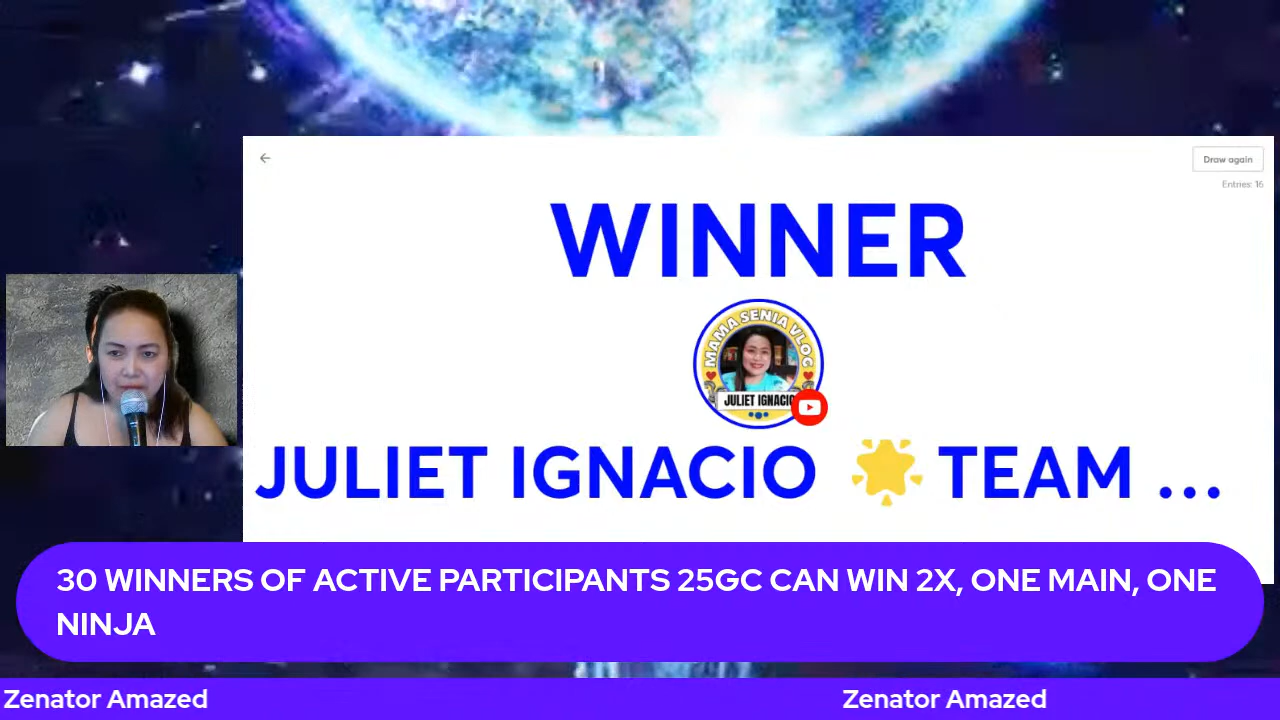 Draw again
Entries: 16
WINNER
MAMA SENIA VLOG
JULIET IGNACIO
JULIET IGNACIO 🌟 TEAM ...
30 WINNERS OF ACTIVE PARTICIPANTS 25GC CAN WIN 2X, ONE MAIN, ONE
NINJA
Zenator Amazed
Zenator Amazed